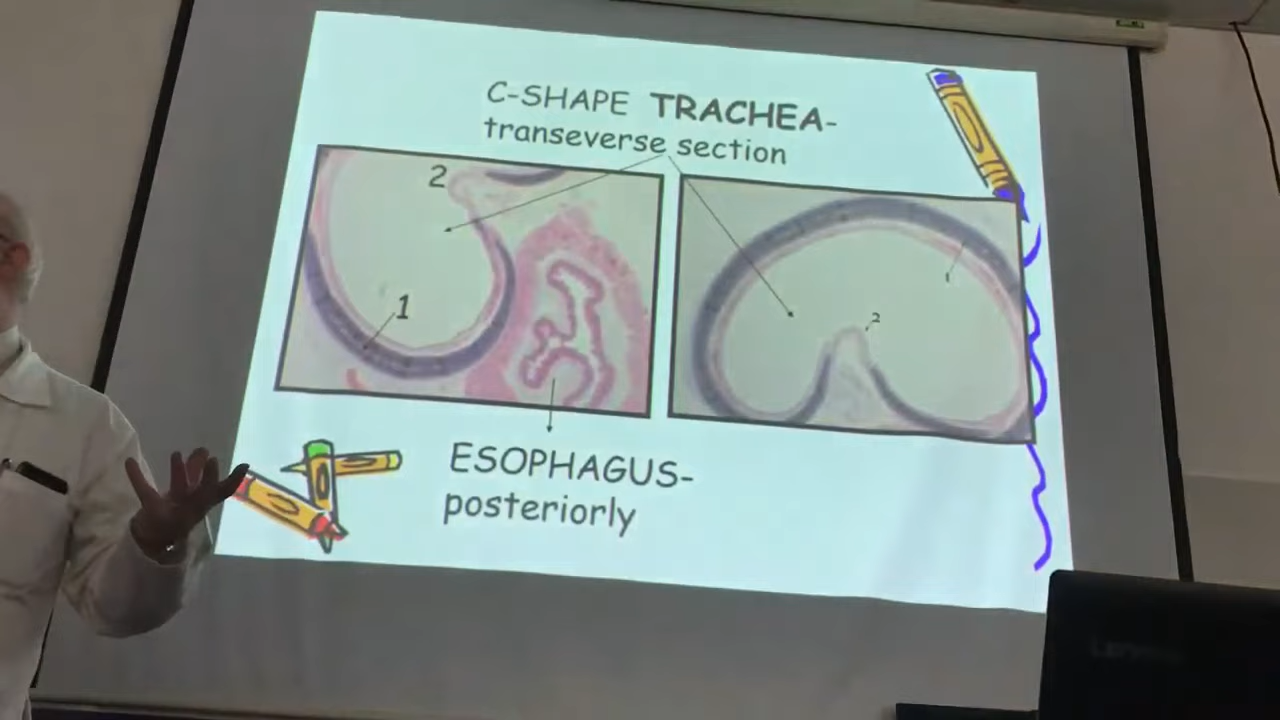 C-SHAPE TRACHEA-
transeverse section
2
1
1
2
ESOPHAGUS-
posteriorly